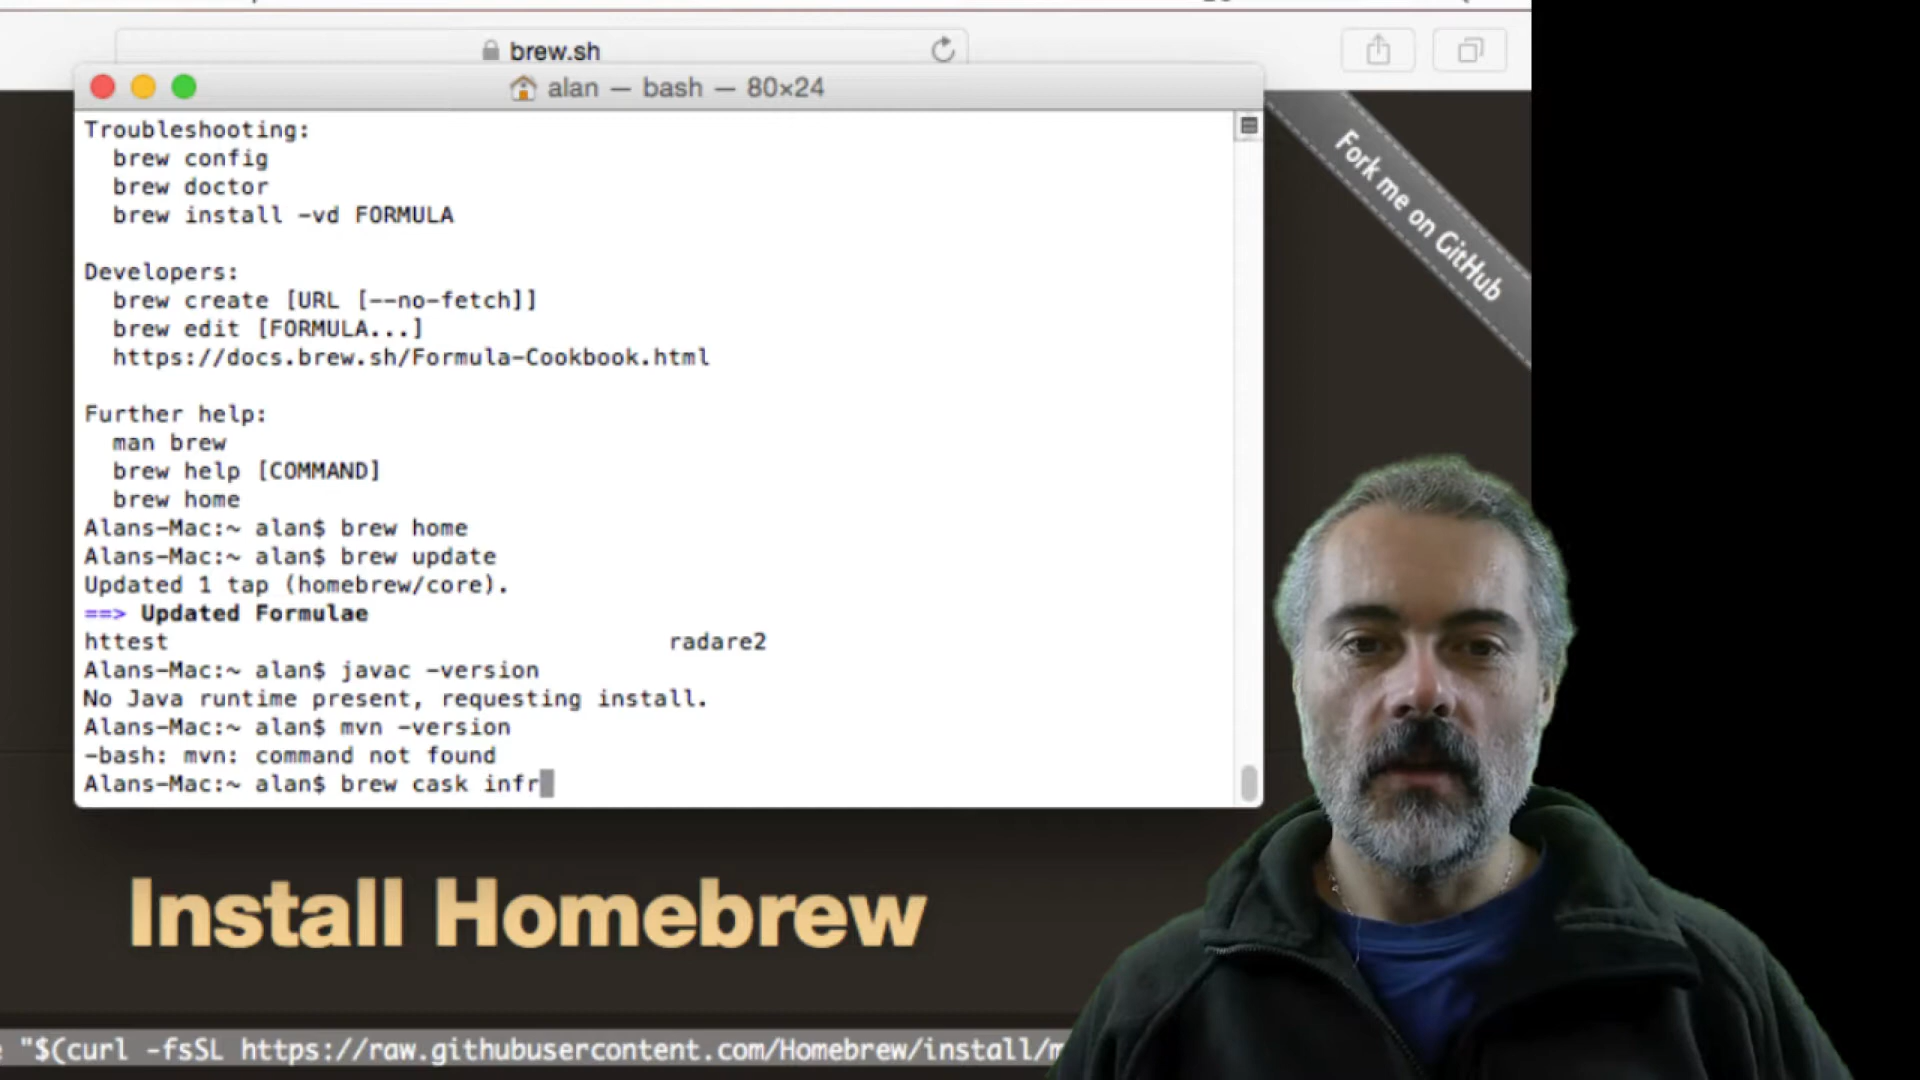 brew.sh
alan — bash — 80×24
Troubleshooting:
brew config
brew doctor
brew install -vd FORMULA
Developers:
brew create [URL [--no-fetch]]
brew edit [FORMULA...]
https://docs.brew.sh/Formula-Cookbook.html
Further help:
man brew
brew help [COMMAND]
brew home
Alans-Mac:~ alan$ brew home
Alans-Mac:~ alan$ brew update
Updated 1 tap (homebrew/core).
==> Updated Formulae
httest radare2
Alans-Mac:~ alan$ javac -version
No Java runtime present, requesting install.
Alans-Mac:~ alan$ mvn -version
-bash: mvn: command not found
Alans-Mac:~ alan$ brew cask infr
Fork me on GitHub
Install Homebrew
"$(curl -fsSL https://raw.githubusercontent.com/Homebrew/install/m